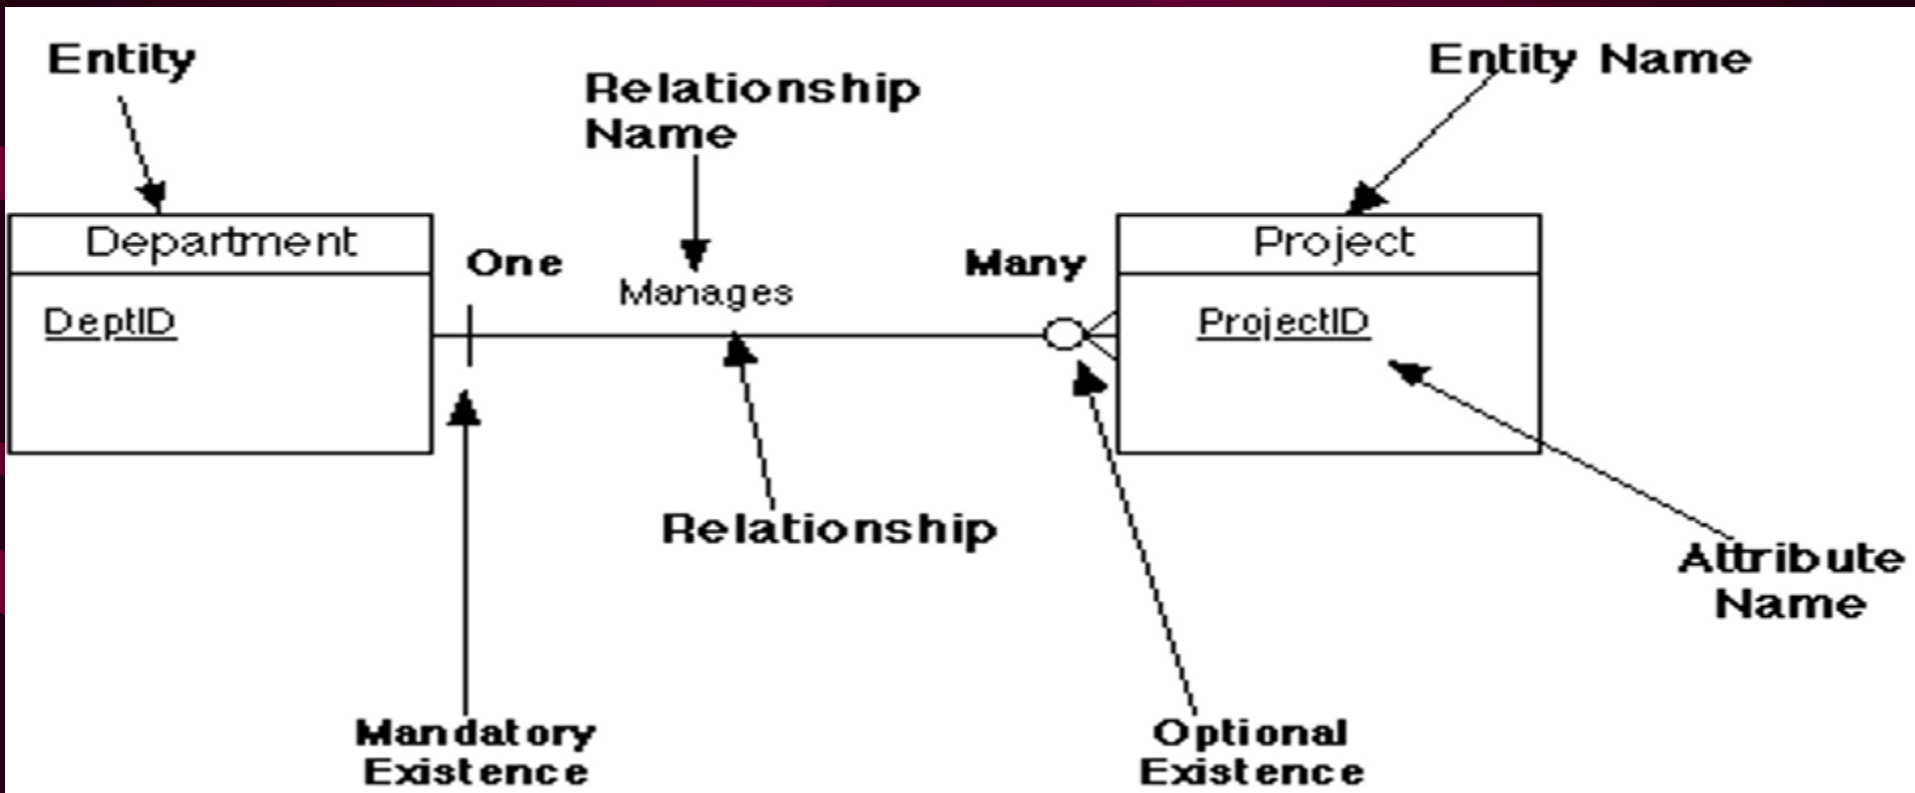 Entity
Entity Name
Relationship
Name
Department
One
Manages
Many
Project
DeptID
ProjectID
Relationship
Attribute
Name
Mandatory
Existence
Optional
Existence